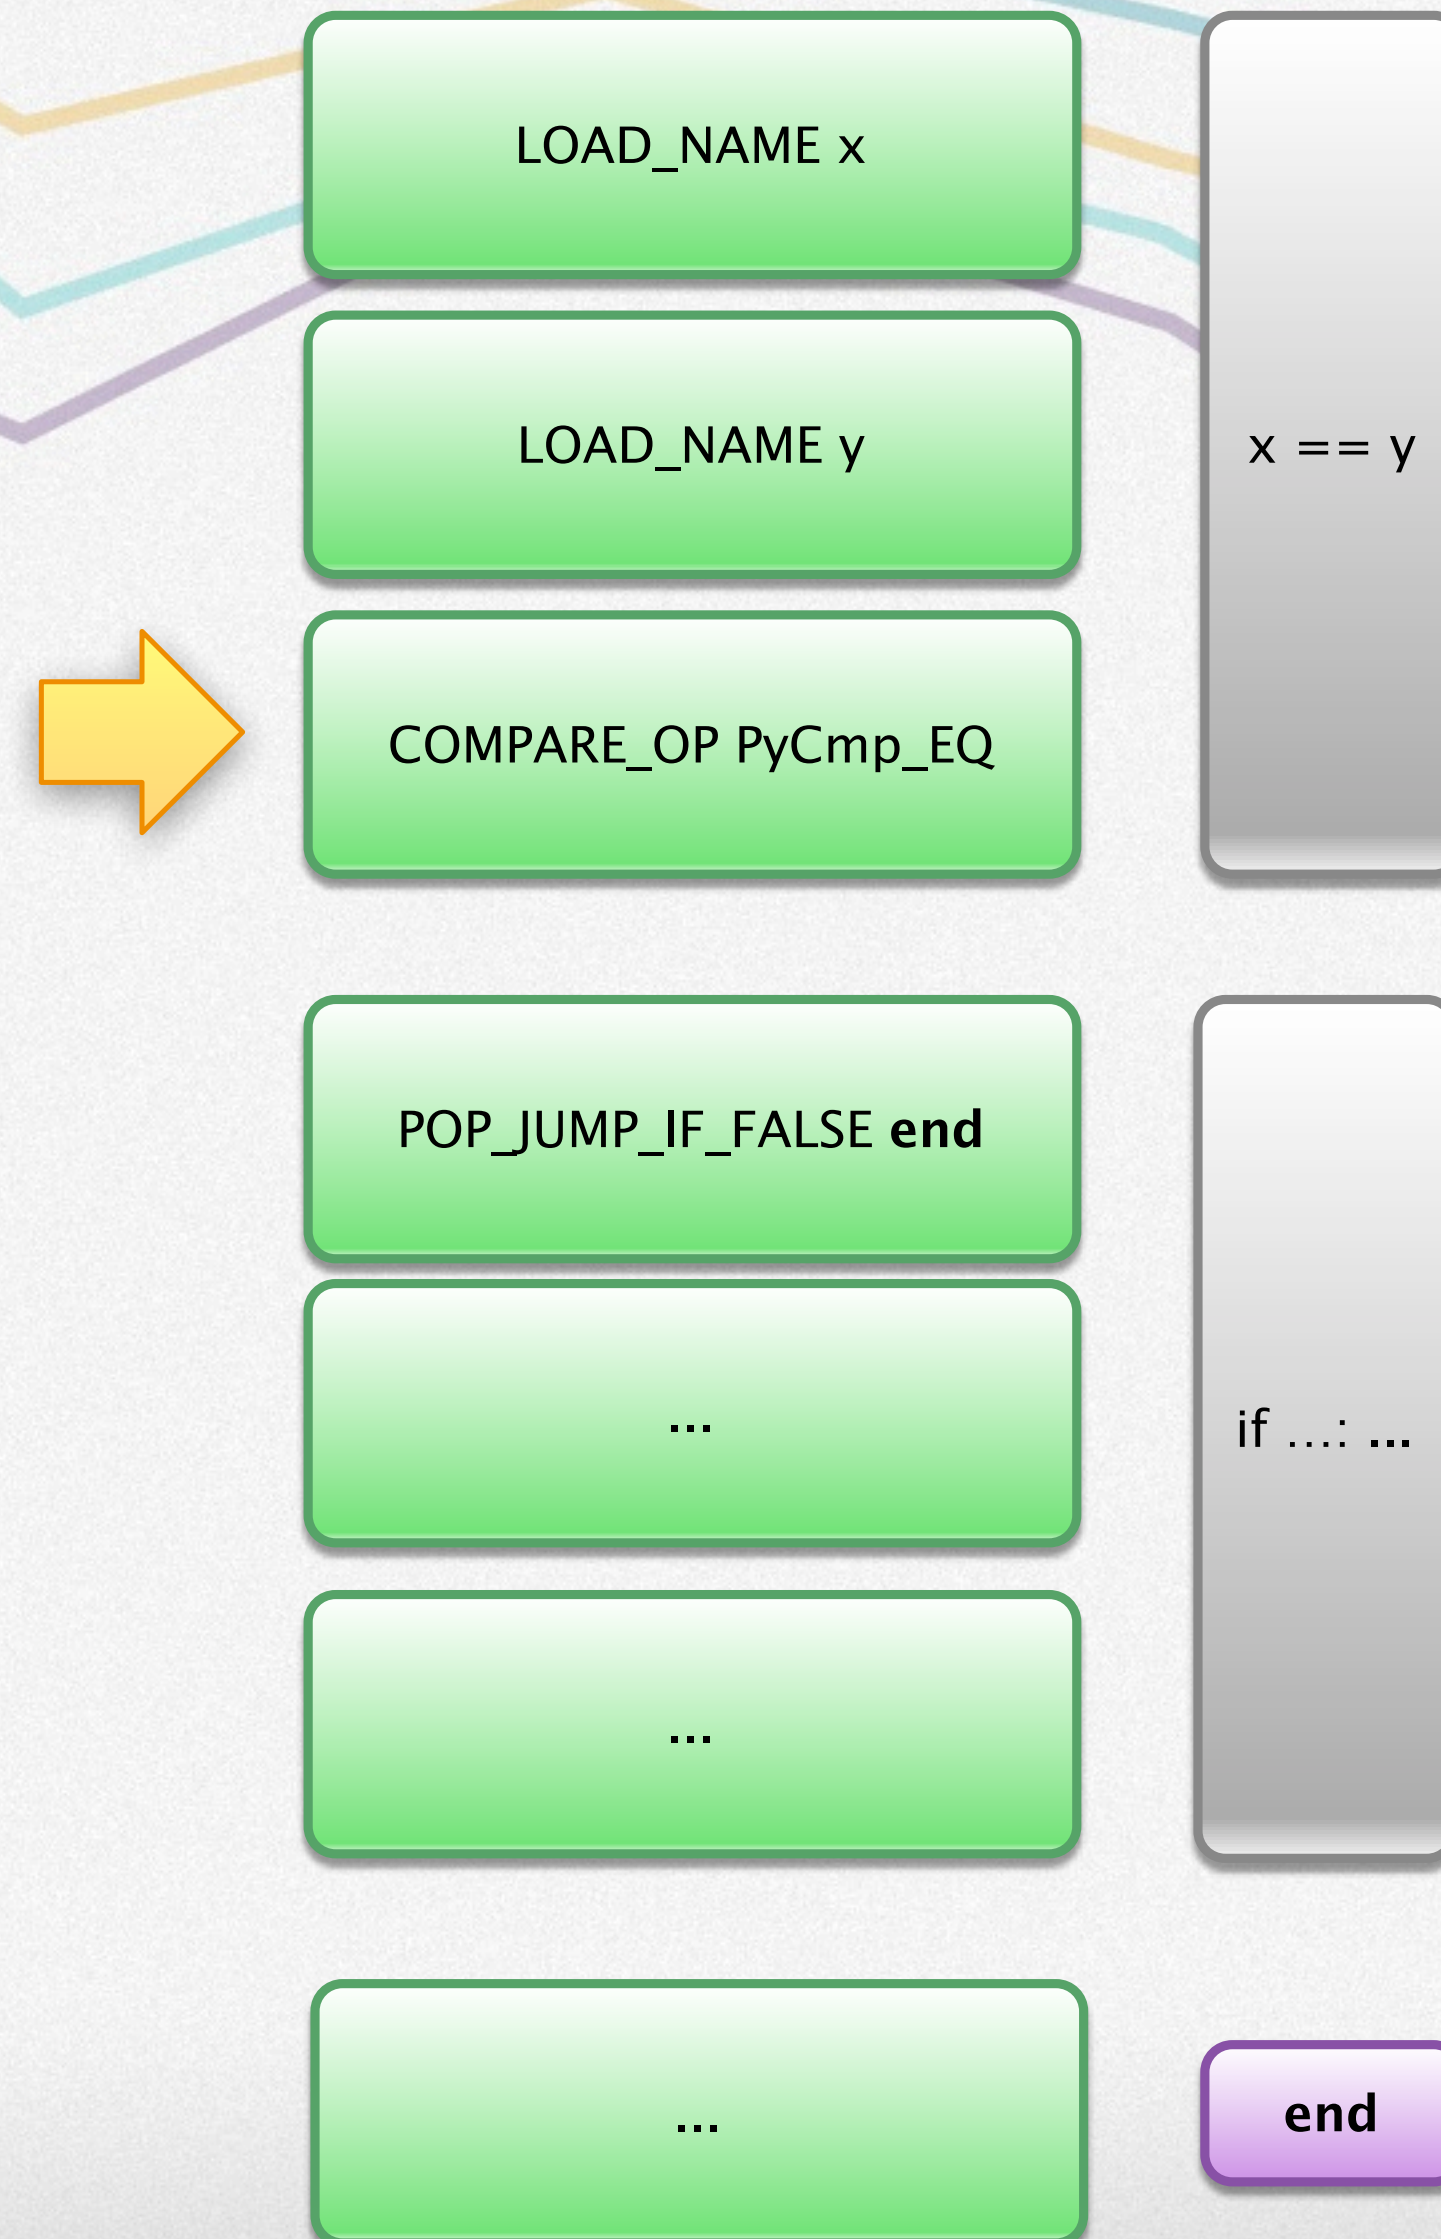 LOAD_NAME x
LOAD_NAME y
x == y
COMPARE_OP PyCmp_EQ
POP_JUMP_IF_FALSE end
...
if ...: ...
...
...
end